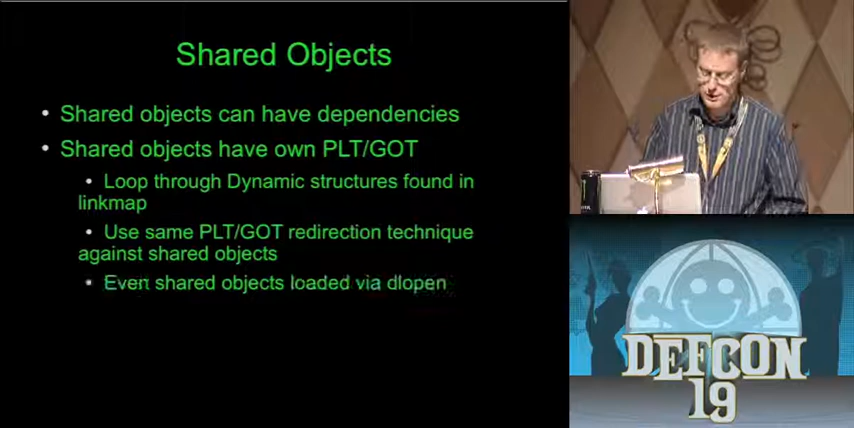 Shared Objects
• Shared objects can have dependencies
• Shared objects have own PLT/GOT
• Loop through Dynamic structures found in
linkmap
• Use same PLT/GOT redirection technique
against shared objects
• Evert shared objects loaded via dlopen
DEFCON
19